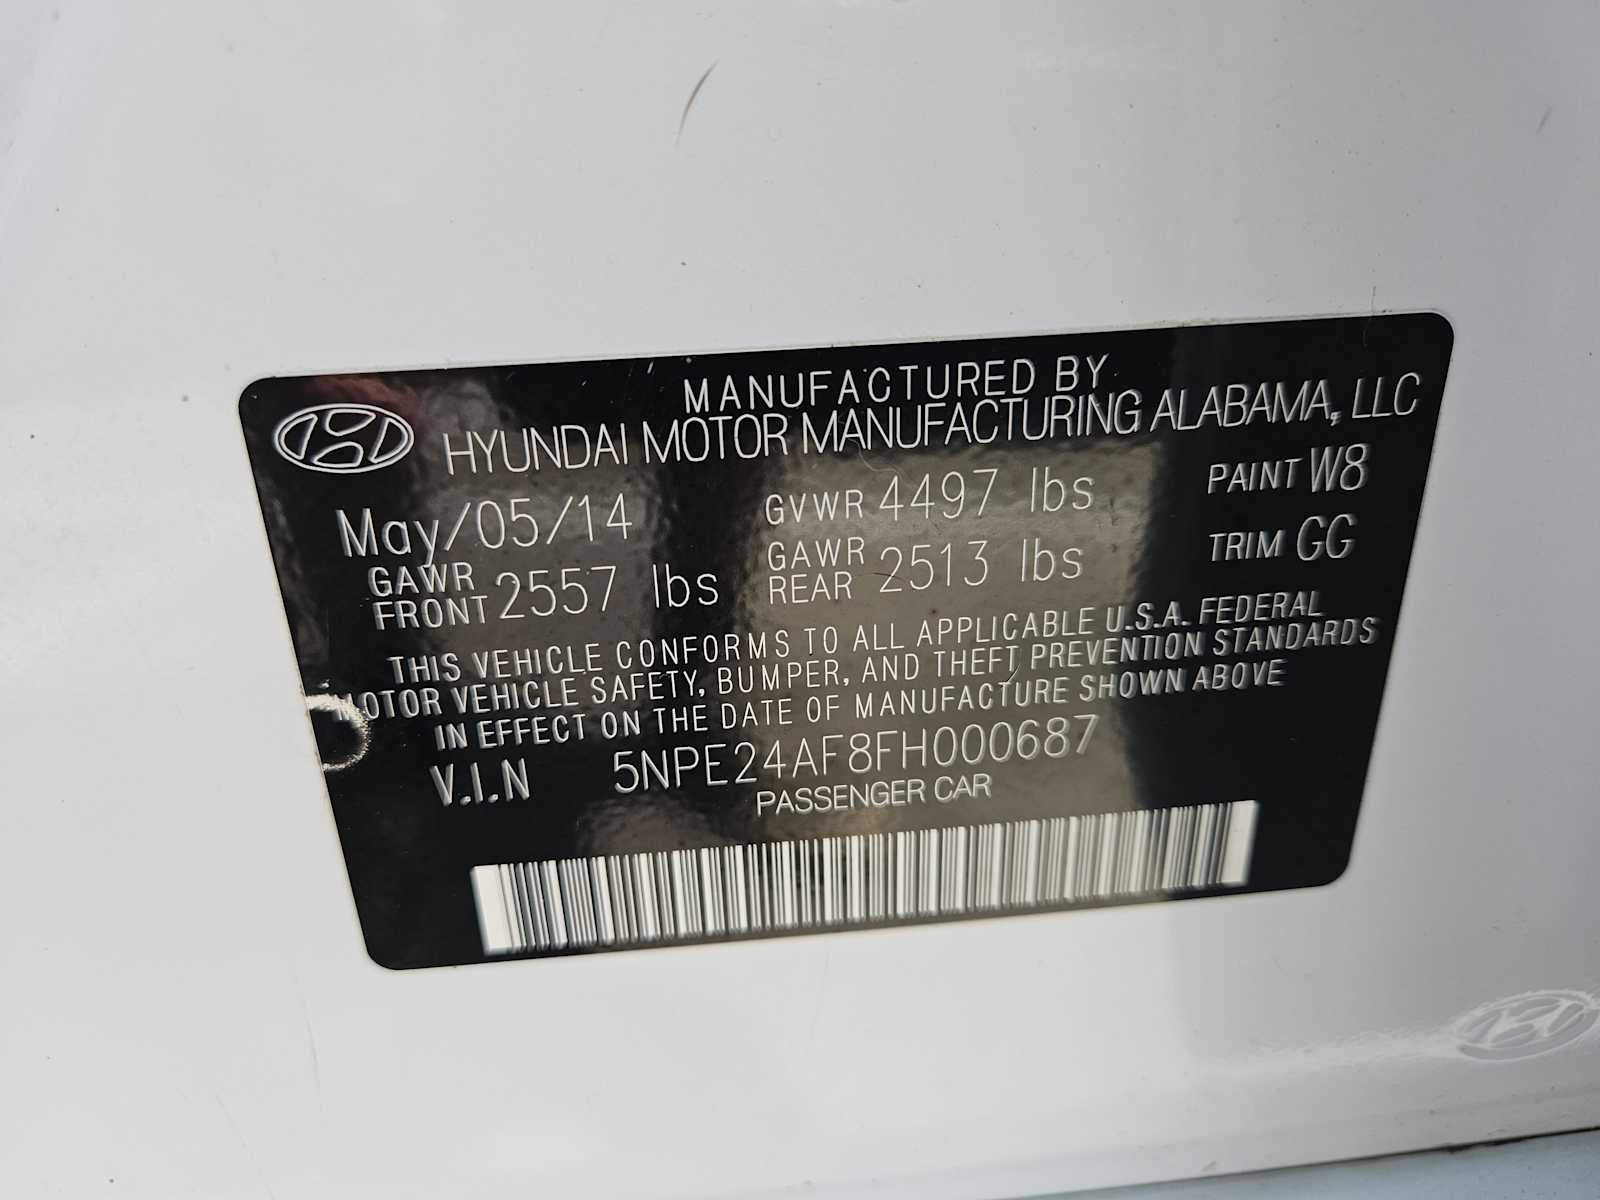 MANUFACTURED BY
HYUNDAI MOTOR MANUFACTURING ALABAMA, LLC
May/05/14 GVWR 4497 lbs PAINT W8
GAWR FRONT 2557 lbs GAWR REAR 2513 lbs TRIM GG
THIS VEHICLE CONFORMS TO ALL APPLICABLE U.S.A. FEDERAL
MOTOR VEHICLE SAFETY, BUMPER, AND THEFT PREVENTION STANDARDS
IN EFFECT ON THE DATE OF MANUFACTURE SHOWN ABOVE
V.I.N 5NPE24AF8FH000687
PASSENGER CAR